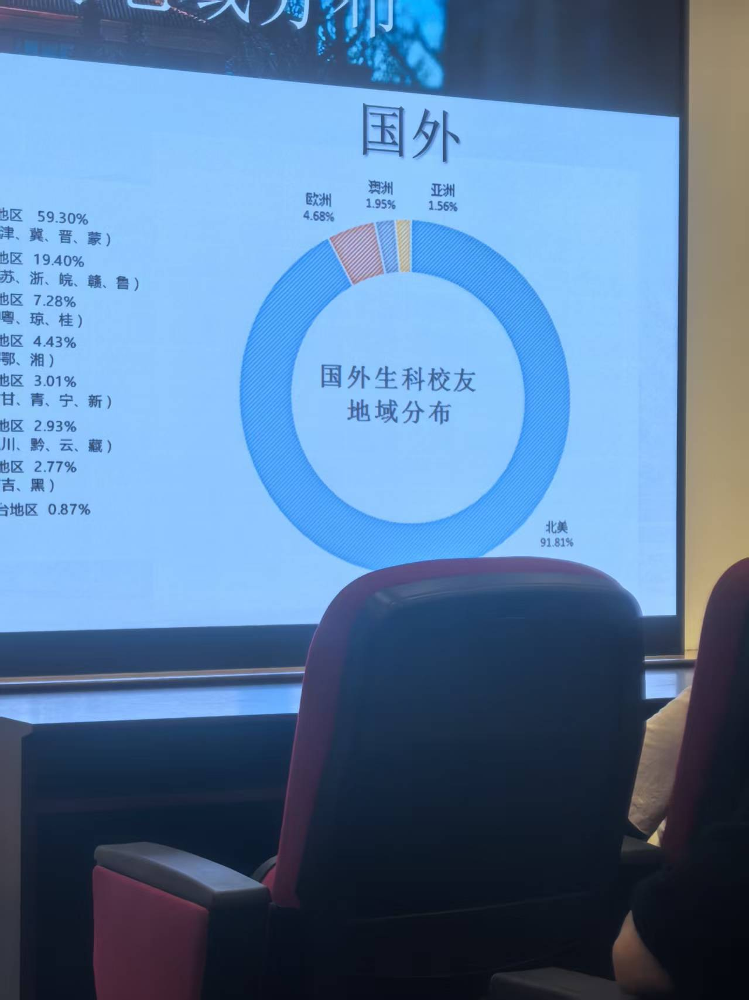 地域分布
国外
地区 59.30%
津、冀、晋、蒙）
地区 19.40%
苏、浙、皖、赣、鲁）
地区 7.28%
粤、琼、桂）
地区 4.43%
鄂、湘）
地区 3.01%
甘、青、宁、新）
地区 2.93%
川、黔、云、藏）
地区 2.77%
吉、黑）
台地区 0.87%
欧洲
4.68%
澳洲
1.95%
亚洲
1.56%
国外生科校友
地域分布
北美
91.81%